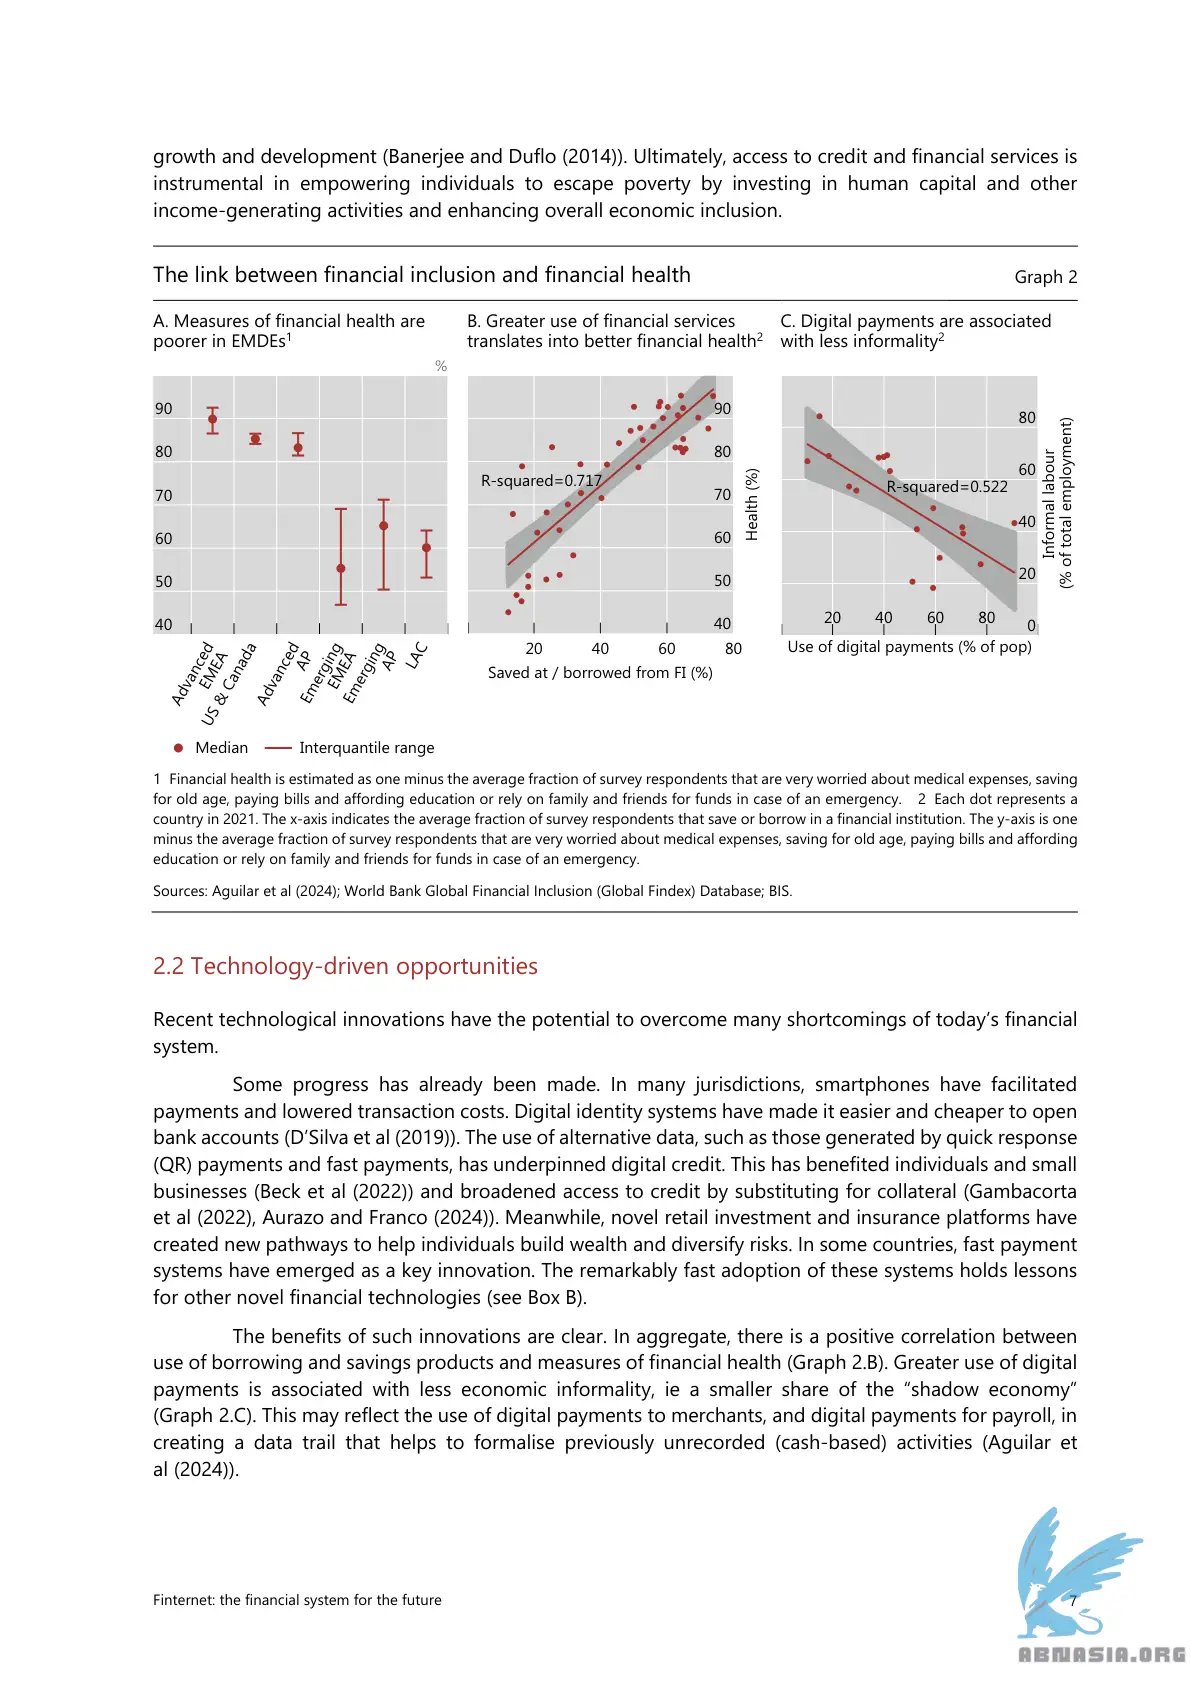 growth and development (Banerjee and Duflo (2014)). Ultimately, access to credit and financial services is
instrumental in empowering individuals to escape poverty by investing in human capital and other
income-generating activities and enhancing overall economic inclusion.
The link between financial inclusion and financial health
Graph 2
A. Measures of financial health are
poorer in EMDEs1
%
90
80
70
60
50
40
Advanced
EMEA
US & Canada
Advanced
AP
Emerging
EMEA
Emerging
AP
LAC
Median
Interquantile range
B. Greater use of financial services
translates into better financial health2
R-squared=0.717
90
80
70
60
50
40
Health (%)
20 40 60 80
Saved at / borrowed from FI (%)
C. Digital payments are associated
with less informality2
R-squared=0.522
80
60
40
20
0
Informal labour
(% of total employment)
20 40 60 80
Use of digital payments (% of pop)
1 Financial health is estimated as one minus the average fraction of survey respondents that are very worried about medical expenses, saving
for old age, paying bills and affording education or rely on family and friends for funds in case of an emergency. 2 Each dot represents a
country in 2021. The x-axis indicates the average fraction of survey respondents that save or borrow in a financial institution. The y-axis is one
minus the average fraction of survey respondents that are very worried about medical expenses, saving for old age, paying bills and affording
education or rely on family and friends for funds in case of an emergency.
Sources: Aguilar et al (2024); World Bank Global Financial Inclusion (Global Findex) Database; BIS.
2.2 Technology-driven opportunities
Recent technological innovations have the potential to overcome many shortcomings of today’s financial
system.
Some progress has already been made. In many jurisdictions, smartphones have facilitated
payments and lowered transaction costs. Digital identity systems have made it easier and cheaper to open
bank accounts (D’Silva et al (2019)). The use of alternative data, such as those generated by quick response
(QR) payments and fast payments, has underpinned digital credit. This has benefited individuals and small
businesses (Beck et al (2022)) and broadened access to credit by substituting for collateral (Gambacorta
et al (2022), Aurazo and Franco (2024)). Meanwhile, novel retail investment and insurance platforms have
created new pathways to help individuals build wealth and diversify risks. In some countries, fast payment
systems have emerged as a key innovation. The remarkably fast adoption of these systems holds lessons
for other novel financial technologies (see Box B).
The benefits of such innovations are clear. In aggregate, there is a positive correlation between
use of borrowing and savings products and measures of financial health (Graph 2.B). Greater use of digital
payments is associated with less economic informality, ie a smaller share of the “shadow economy”
(Graph 2.C). This may reflect the use of digital payments to merchants, and digital payments for payroll, in
creating a data trail that helps to formalise previously unrecorded (cash-based) activities (Aguilar et
al (2024)).
Finternet: the financial system for the future
7
ABNASIA.ORG